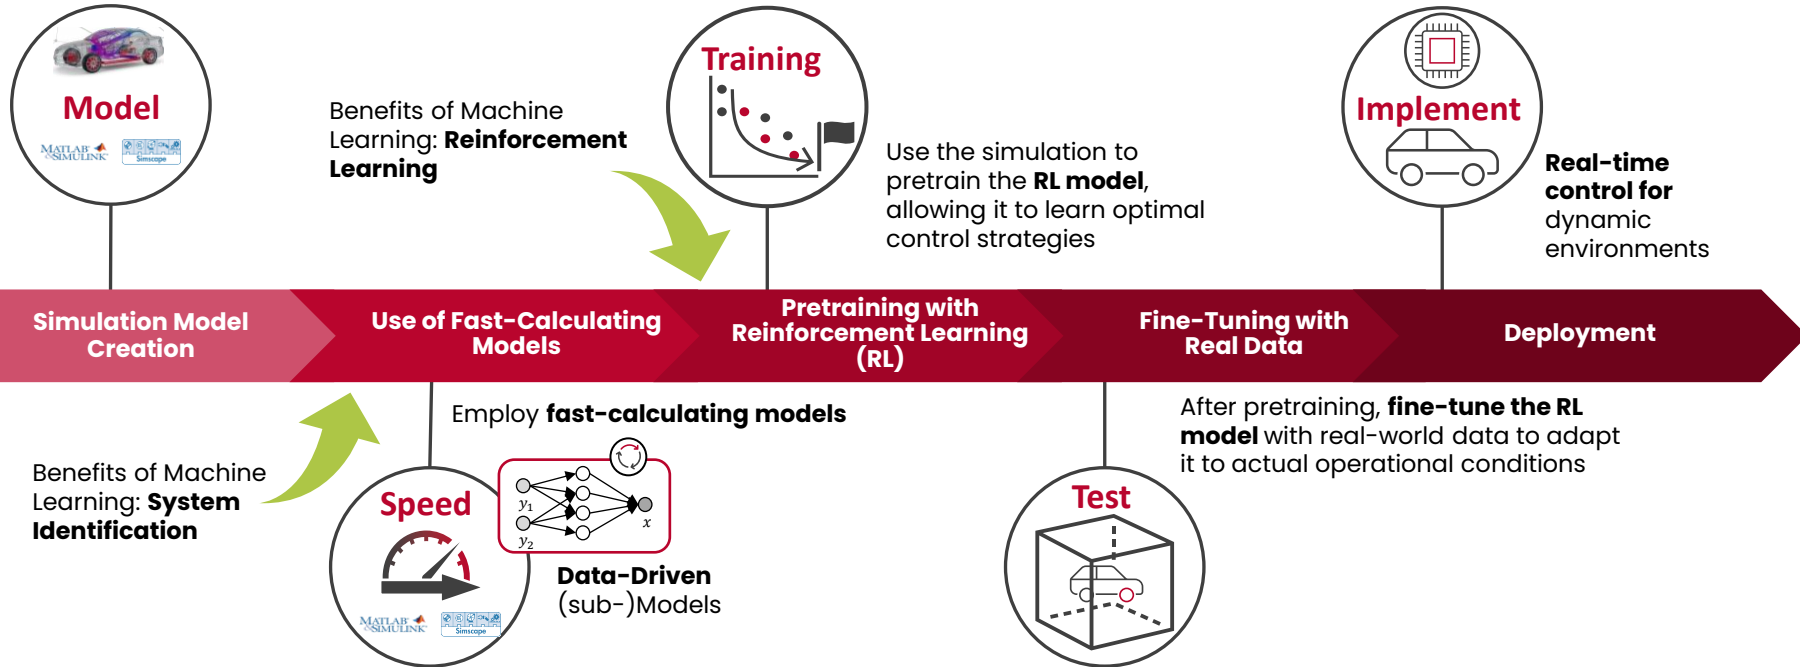 Model
MATLAB
&SIMULINK
Simscape
Benefits of Machine
Learning: Reinforcement
Learning
Training
Use the simulation to
pretrain the RL model,
allowing it to learn optimal
control strategies
Implement
Real-time
control for
dynamic
environments
Simulation Model
Creation
Use of Fast-Calculating
Models
Pretraining with
Reinforcement Learning
(RL)
Fine-Tuning with
Real Data
Deployment
Benefits of Machine
Learning: System
Identification
Employ fast-calculating models
Speed
y₁
y₂
x
MATLAB
&SIMULINK
Simscape
Data-Driven
(sub-)Models
Test
After pretraining, fine-tune the RL
model with real-world data to adapt
it to actual operational conditions